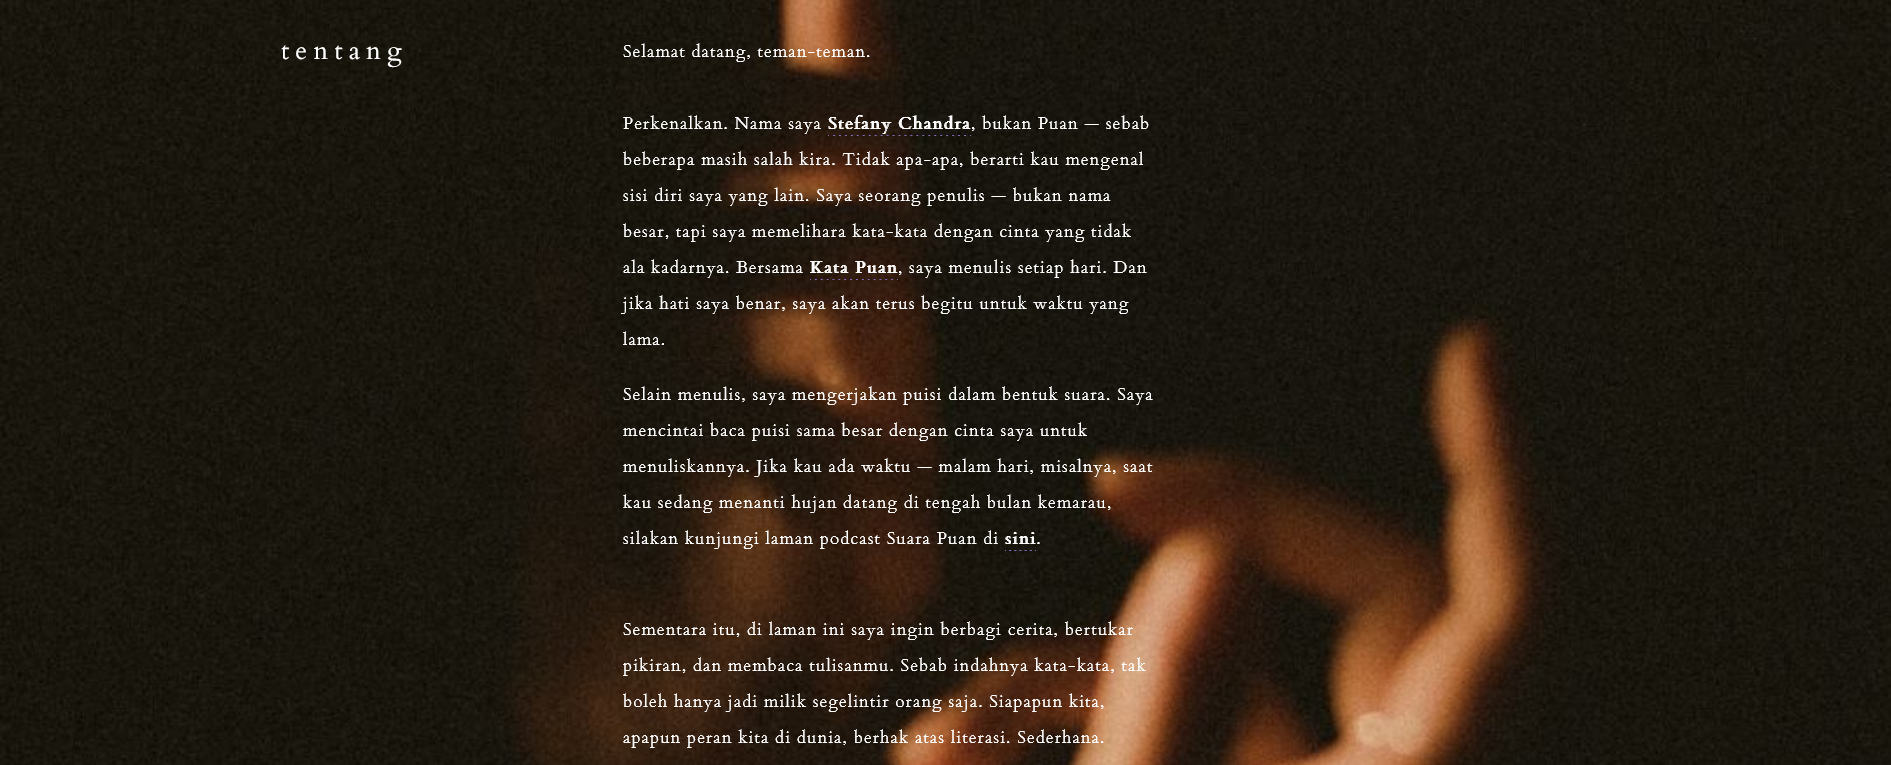 tentang
Selamat datang, teman-teman.
Perkenalkan. Nama saya Stefany Chandra, bukan Puan — sebab
beberapa masih salah kira. Tidak apa-apa, berarti kau mengenal
sisi diri saya yang lain. Saya seorang penulis — bukan nama
besar, tapi saya memelihara kata-kata dengan cinta yang tidak
ala kadarnya. Bersama Kata Puan, saya menulis setiap hari. Dan
jika hati saya benar, saya akan terus begitu untuk waktu yang
lama.
Selain menulis, saya mengerjakan puisi dalam bentuk suara. Saya
mencintai baca puisi sama besar dengan cinta saya untuk
menuliskannya. Jika kau ada waktu — malam hari, misalnya, saat
kau sedang menanti hujan datang di tengah bulan kemarau,
silakan kunjungi laman podcast Suara Puan di sini.
Sementara itu, di laman ini saya ingin berbagi cerita, bertukar
pikiran, dan membaca tulisanmu. Sebab indahnya kata-kata, tak
boleh hanya jadi milik segelintir orang saja. Siapapun kita,
apapun peran kita di dunia, berhak atas literasi. Sederhana.